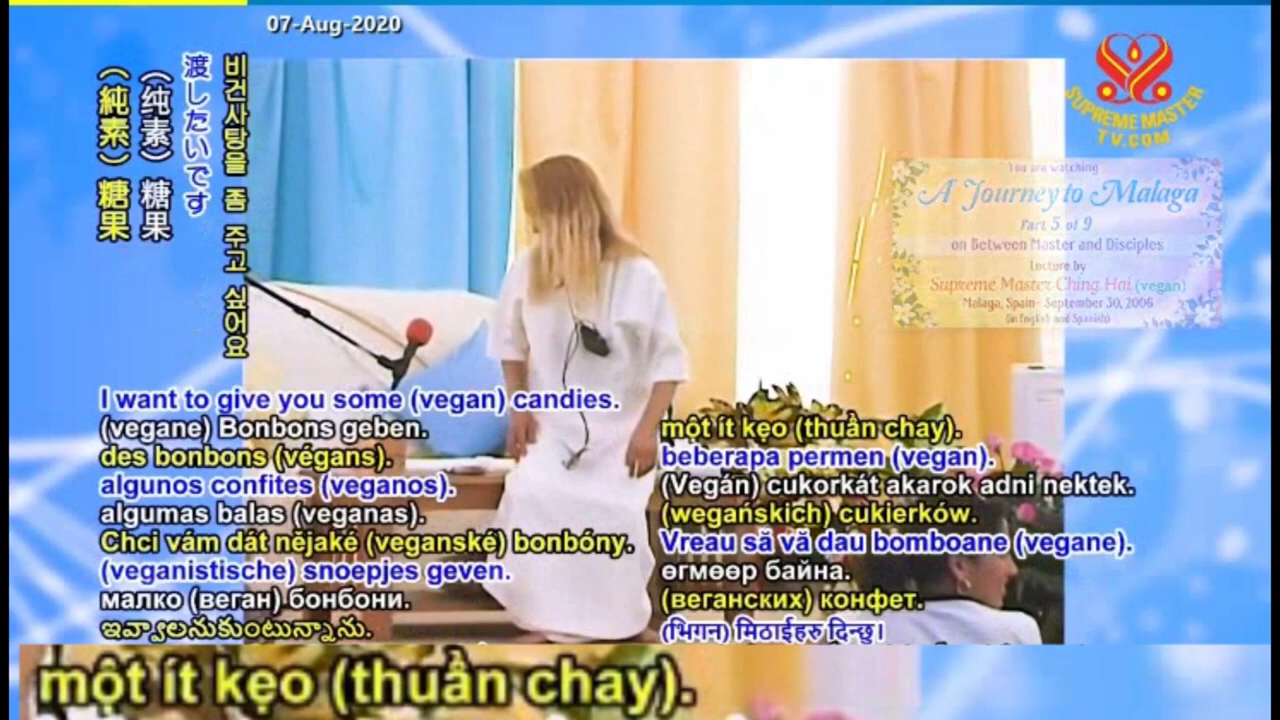 07-Aug-2020
비건사탕을 좀 주고 싶어요
渡したいです
(纯素)糖果
(純素)糖果
SUPREME MASTER
TV.COM
You are watching
A Journey to Malaga
Part 5 of 9
on Between Master and Disciples
Lecture by
Supreme Master Ching Hai (vegan)
Malaga, Spain- September 30, 2006
(in English and Spanish)
I want to give you some (vegan) candies.
(vegane) Bonbons geben.
des bonbons (végans).
algunos confites (veganos).
algumas balas (veganas).
Chci vám dát nějaké (veganské) bonbóny.
(veganistische) snoepjes geven.
малко (веган) бонбони.
ఇవ్వాలనుకుంటున్నాను.
một ít kẹo (thuần chay).
beberapa permen (vegan).
(Vegán) cukorkát akarok adni nektek.
(wegańskich) cukierków.
Vreau să vă dau bomboane (vegane).
өгмөөр байна.
(веганских) конфет.
(भिगन) मिठाईहरु दिन्छु।
một ít kẹo (thuần chay).